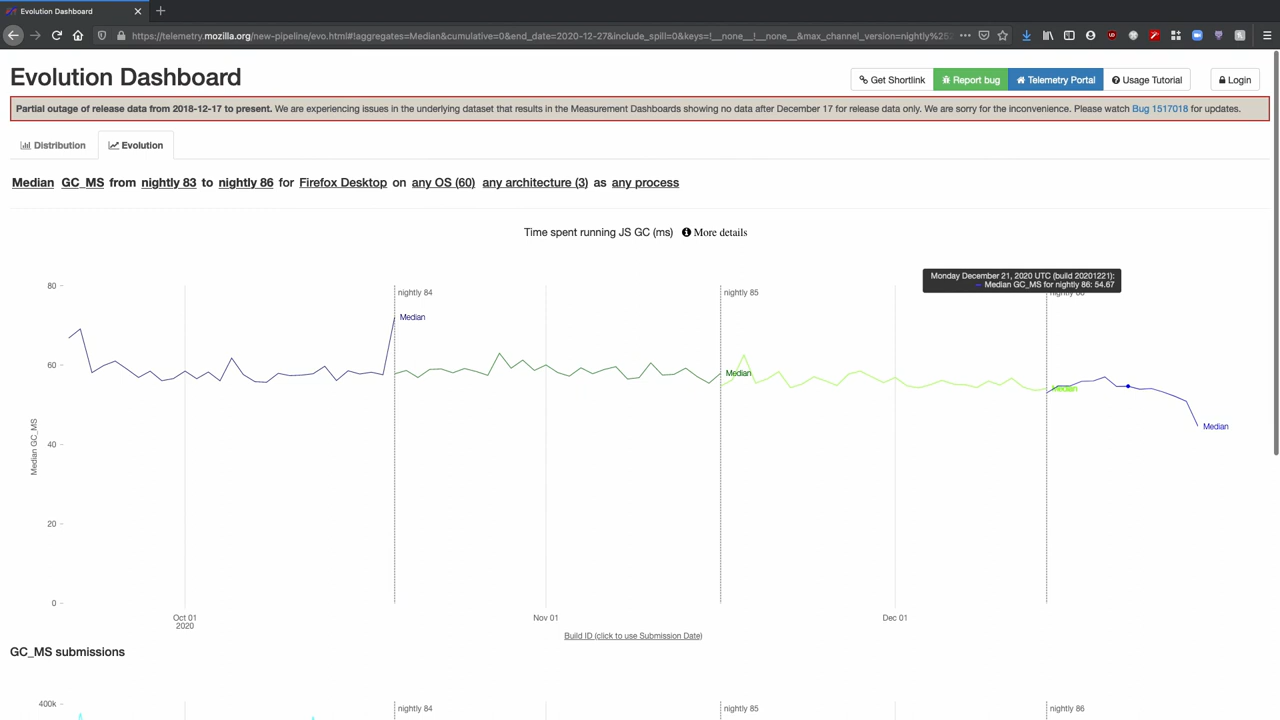 Evolution Dashboard
https://telemetry.mozilla.org/new-pipeline/evo.html#!aggregates=Median&cumulative=0&end_date=2020-12-27&include_spill=0&keys=!__none__!__none__&max_channel_version=nightly%252
Evolution Dashboard
Get Shortlink
Report bug
Telemetry Portal
Usage Tutorial
Login
Partial outage of release data from 2018-12-17 to present. We are experiencing issues in the underlying dataset that results in the Measurement Dashboards showing no data after December 17 for release data only. We are sorry for the inconvenience. Please watch Bug 1517018 for updates.
Distribution
Evolution
Median GC_MS from nightly 83 to nightly 86 for Firefox Desktop on any OS (60) any architecture (3) as any process
Time spent running JS GC (ms) More details
Monday December 21, 2020 UTC (build 20201221):
Median GC_MS for nightly 86: 54.67
80
nightly 84
nightly 85
nightly 86
Median
60
Median
Median
Median
40
Median GC_MS
20
0
Oct 01
2020
Nov 01
Dec 01
Build ID (click to use Submission Date)
GC_MS submissions
400k
nightly 84
nightly 85
nightly 86